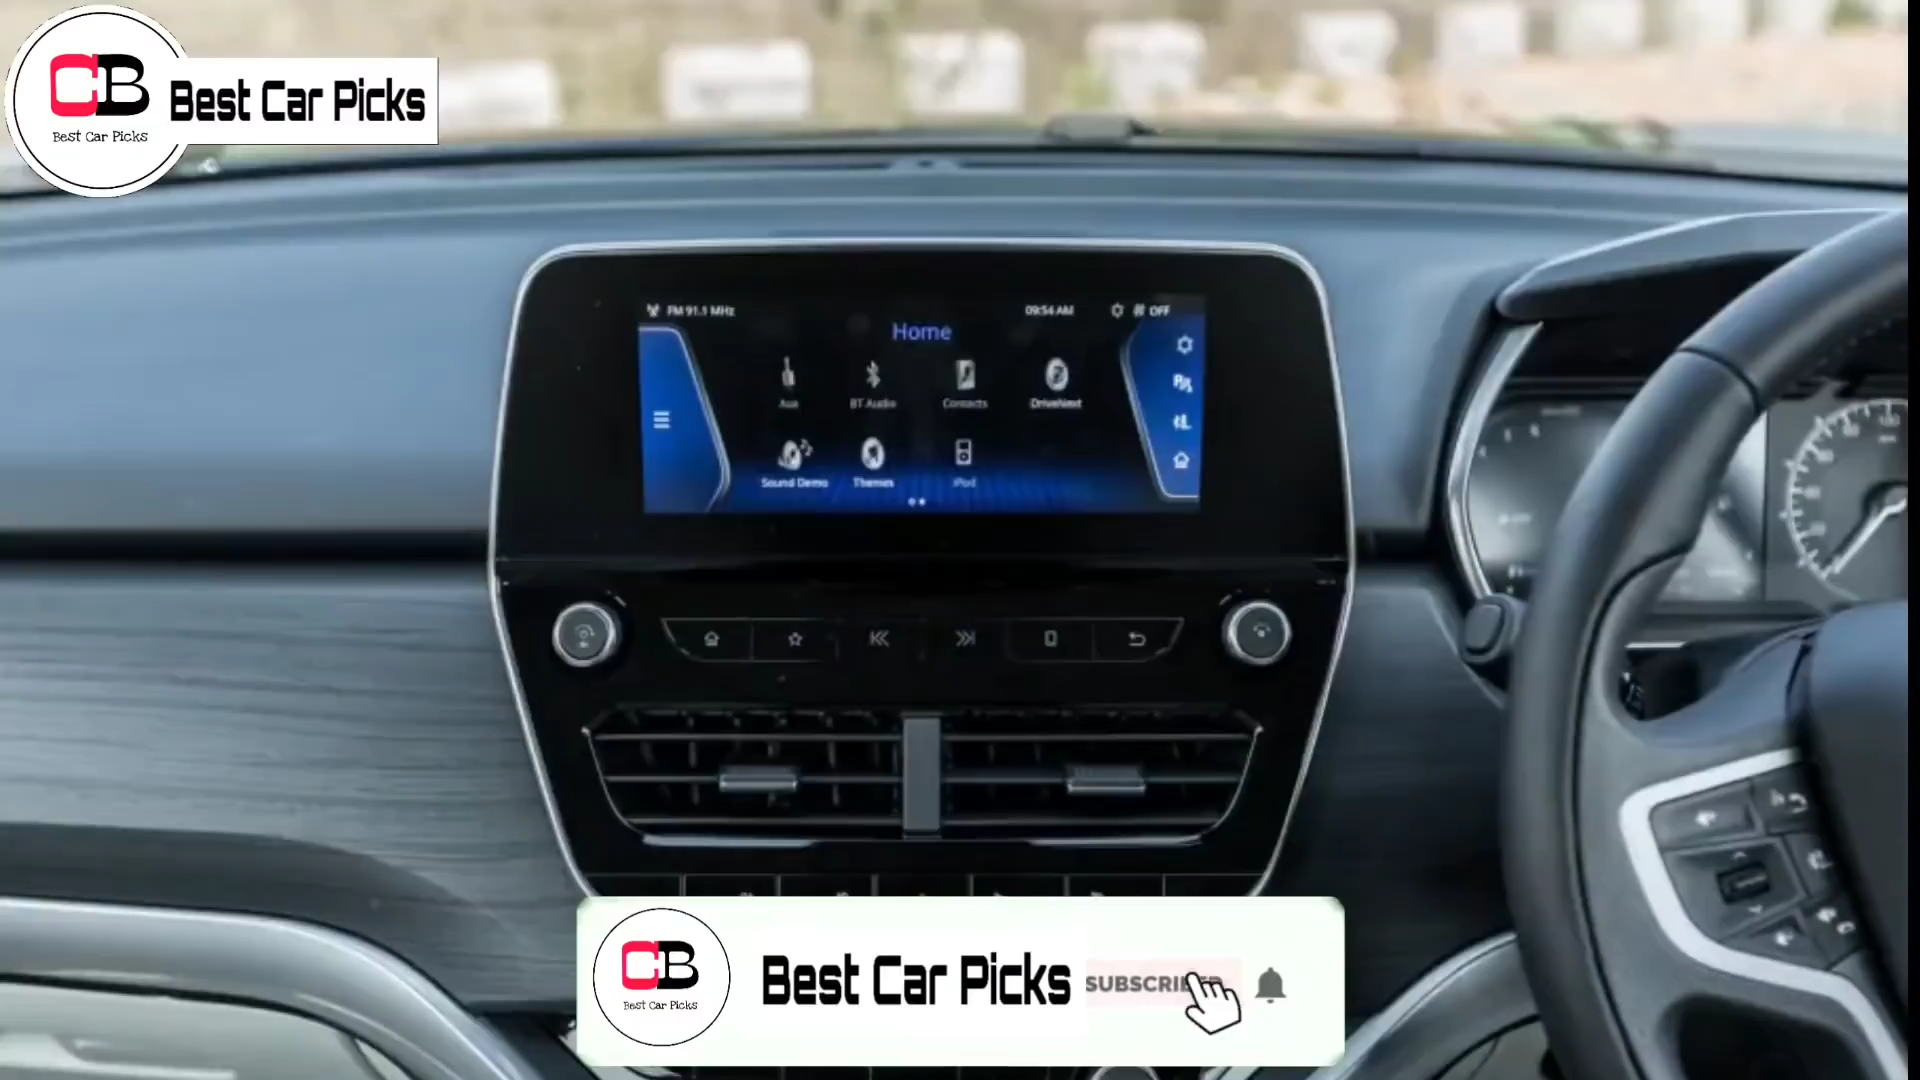 CB
Best Car Picks
Best Car Picks
FM 91.1 MHz
09:54 AM
OFF
Home
Aux
BT Audio
Contacts
DriveNext
Sound Demo
Themes
iPod
CB
Best Car Picks
Best Car Picks